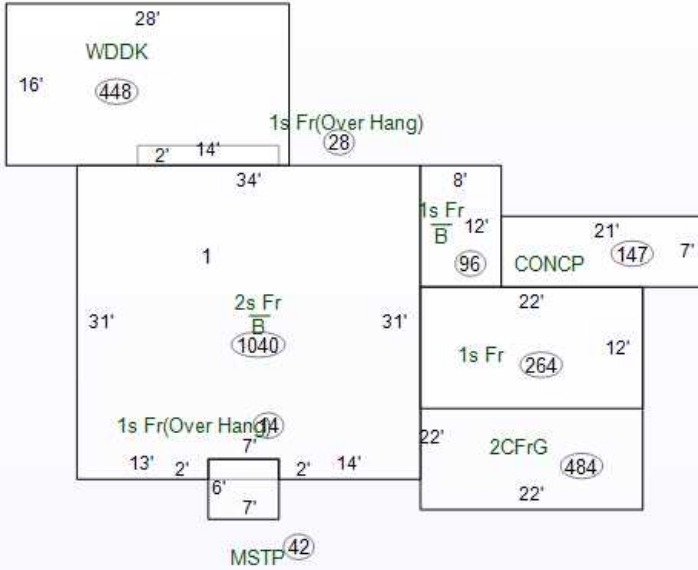 28'
WDDK
16'
448
1s Fr(Over Hang)
28
2'
14'
34'
8'
1s Fr
B
12'
96
21'
CONCP
147
7'
1
2s Fr
B
1040
31'
31'
22'
1s Fr
264
12'
1s Fr(Over Hang)
14
7'
13'
2'
2'
14'
6'
7'
22'
2CFrG
484
22'
MSTP
42